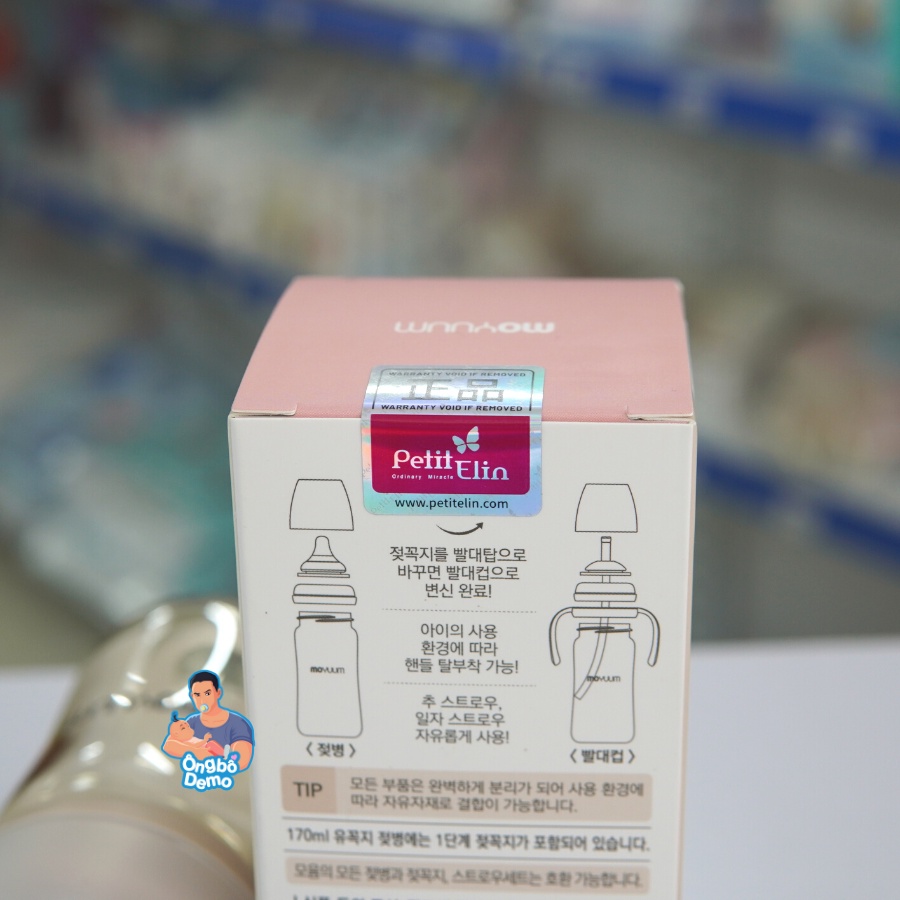 moyuum
WARRANTY VOID IF REMOVED
正品
WARRANTY VOID IF REMOVED
Petit Elin
Ordinary Miracle
www.petitelin.com
젖꼭지를 빨대탑으로
바꾸면 빨대컵으로
변신 완료!
아이의 사용
환경에 따라
핸들 탈부착 가능!
추 스트로우,
일자 스트로우
자유롭게 사용!
moyuum
moyuum
< 젖병 >
< 빨대컵 >
TIP
모든 부품은 완벽하게 분리가 되어 사용 환경에
따라 자유자재로 결합이 가능합니다.
170ml 유꼭지 젖병에는 1단계 젖꼭지가 포함되어 있습니다.
모윰의 모든 젖병과 젖꼭지, 스트로우세트는 호환 가능합니다.
Ôngbố
Demo